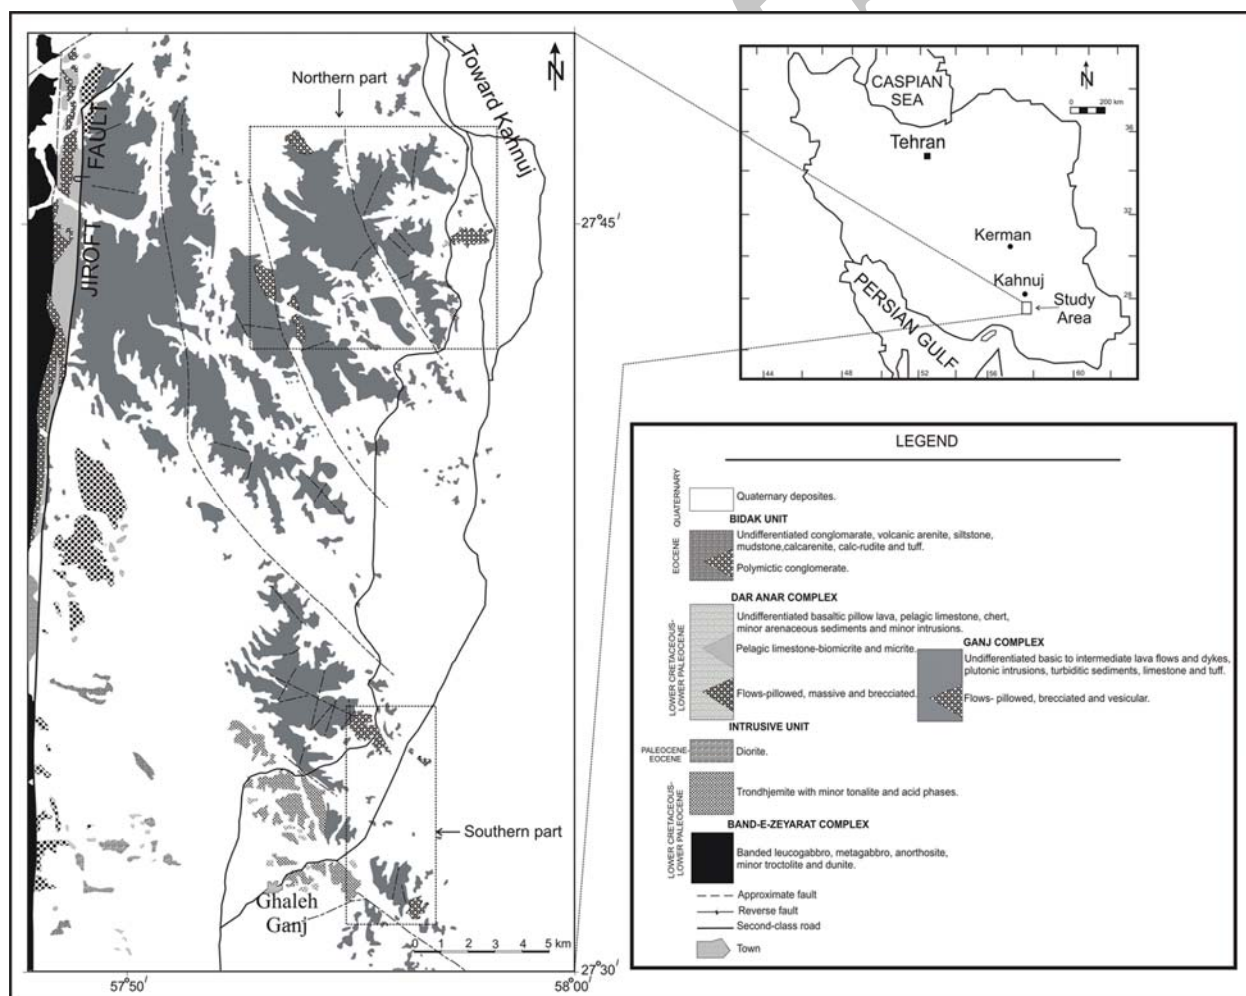 Northern part
N
Toward Kahnuj
JIROFT FAULT
27°45'
Southern part
Ghaleh
Ganj
0 1 2 3 4 5 km
27°30'
57°50'
58°00'
CASPIAN
SEA
N
0 200 km
Tehran
36
32
Kerman
Kahnuj
28
Study
Area
PERSIAN GULF
44 48 52 56 60
LEGEND
QUATERNARY
Quaternary deposites.
BIDAK UNIT
EOCENE
Undifferentiated conglomarate, volcanic arenite, siltstone,
mudstone,calcarenite, calc-rudite and tuff.
Polymictic conglomerate.
DAR ANAR COMPLEX
LOWER CRETACEOUS-
LOWER PALEOCENE
Undifferentiated basaltic pillow lava, pelagic limestone, chert,
minor arenaceous sediments and minor intrusions.
Pelagic limestone-biomicrite and micrite.
Flows-pillowed, massive and brecciated.
GANJ COMPLEX
Undifferentiated basic to intermediate lava flows and dykes,
plutonic intrusions, turbiditic sediments, limestone and tuff.
Flows- pillowed, brecciated and vesicular.
INTRUSIVE UNIT
PALEOCENE-
EOCENE
Diorite.
LOWER CRETACEOUS-
LOWER PALEOCENE
Trondhjemite with minor tonalite and acid phases.
BAND-E-ZEYARAT COMPLEX
Banded leucogabbro, metagabbro, anorthosite,
minor troctolite and dunite.
Approximate fault
Reverse fault
Second-class road
Town